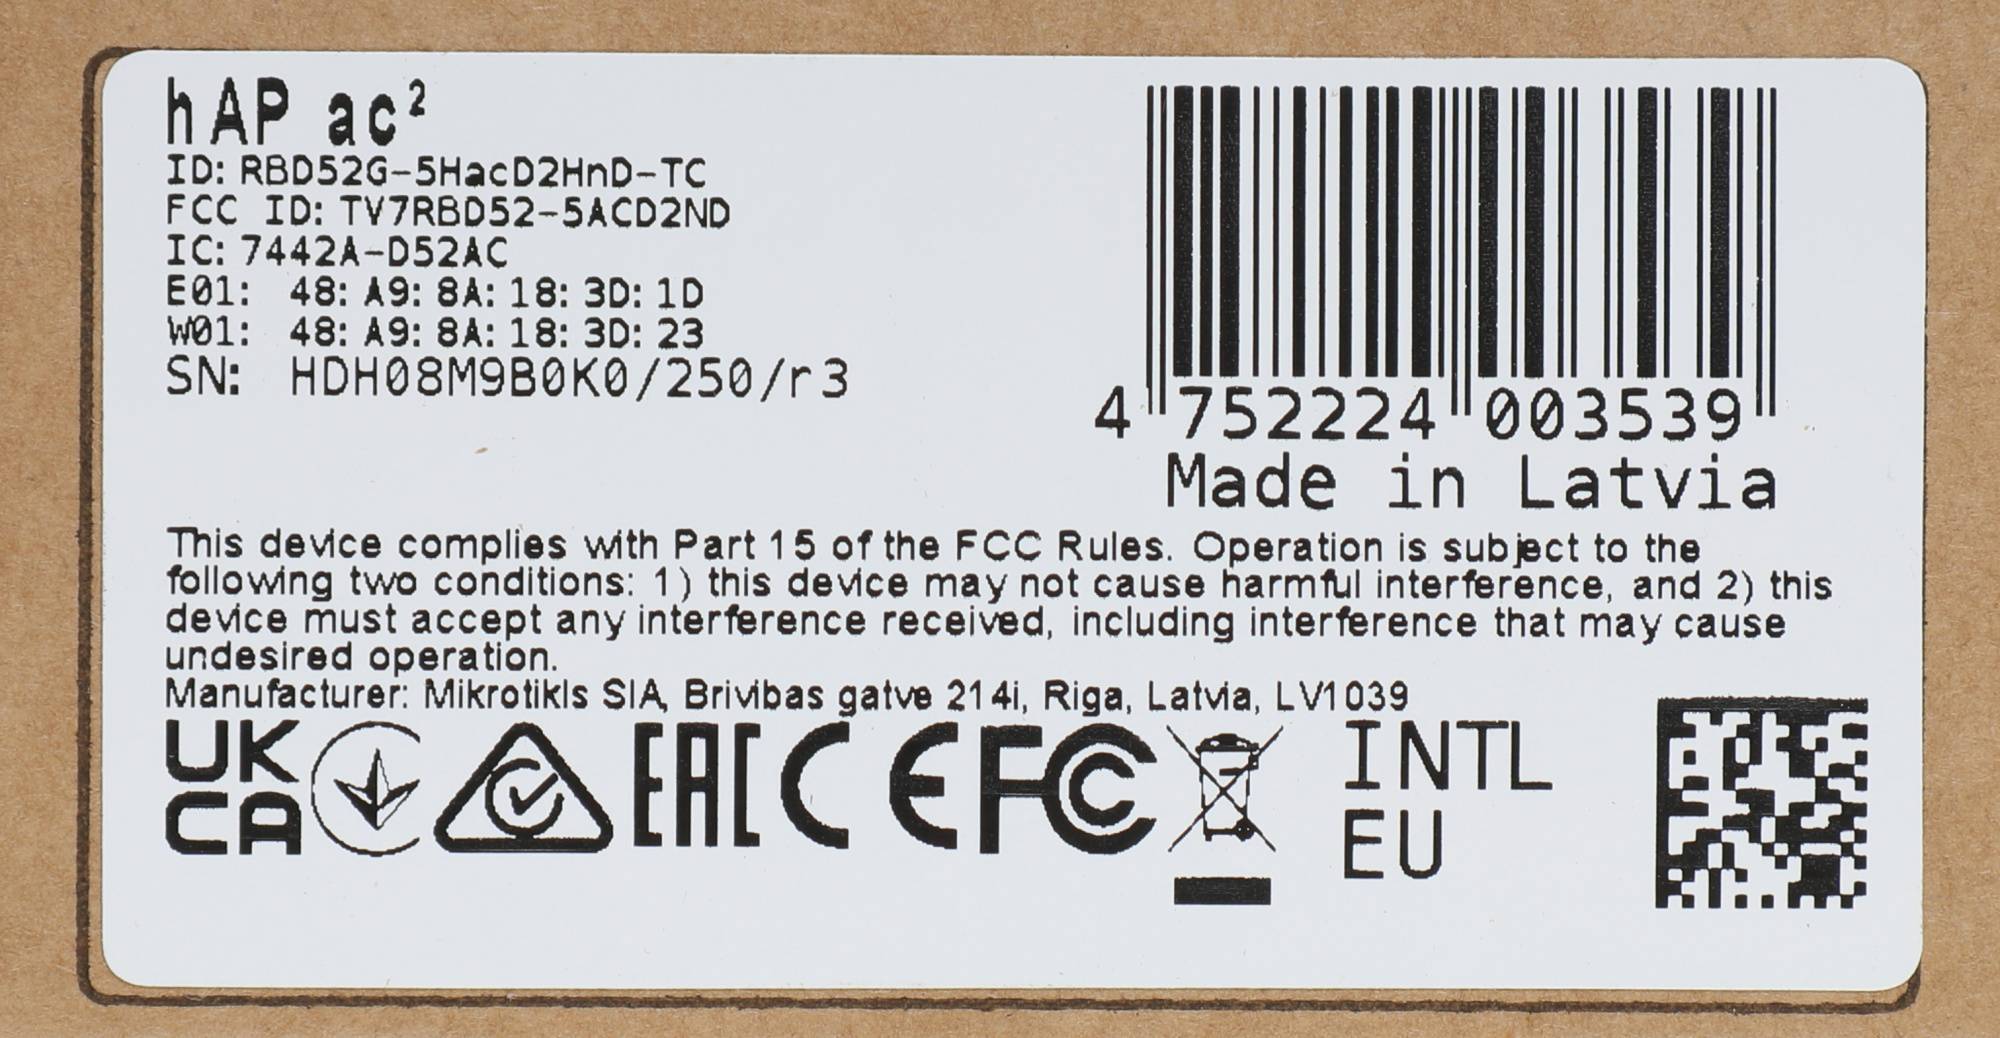 hAP ac²
ID: RBD52G-5HacD2HnD-TC
FCC ID: TV7RBD52-5ACD2ND
IC: 7442A-D52AC
E01: 48: A9: 8A: 18: 3D: 1D
W01: 48: A9: 8A: 18: 3D: 23
SN: HDH08M9B0K0/250/r3
4 752224 003539
Made in Latvia
This device complies with Part 15 of the FCC Rules. Operation is subject to the
following two conditions: 1) this device may not cause harmful interference, and 2) this
device must accept any interference received, including interference that may cause
undesired operation.
Manufacturer: Mikrotikls SIA, Brivibas gatve 214i, Riga, Latvia, LV1039
UK
CA
EAC CE FC
INTL
EU